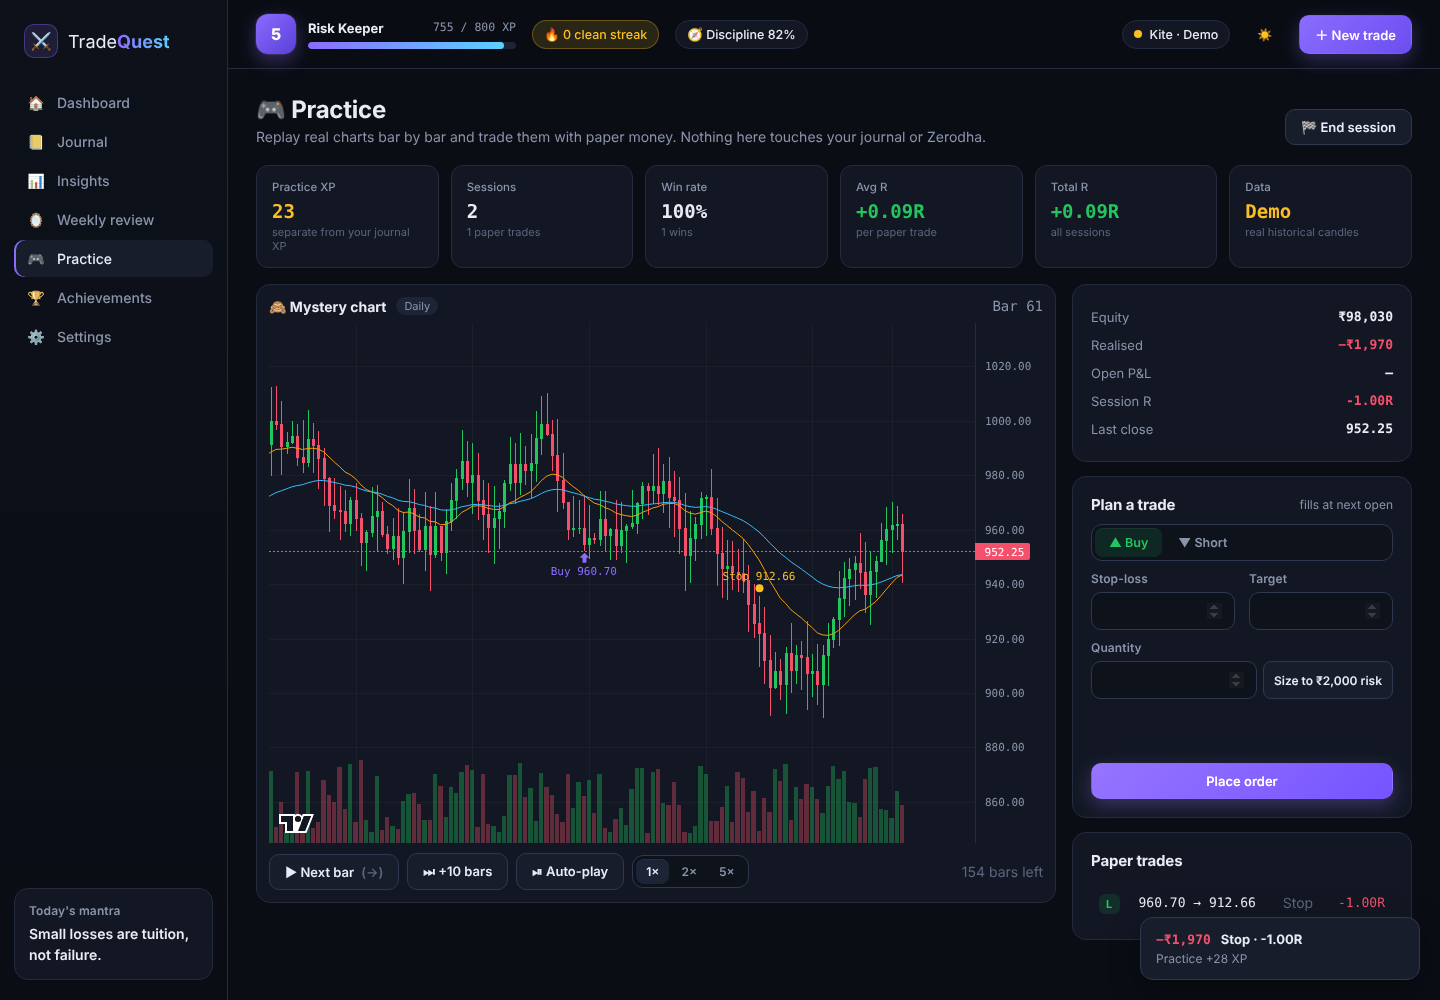 TradeQuest
Dashboard
Journal
Insights
Weekly review
Practice
Achievements
Settings
Today's mantra
Small losses are tuition,
not failure.
5
Risk Keeper
755 / 800 XP
🔥 0 clean streak
🧭 Discipline 82%
Kite · Demo
+ New trade
🎮 Practice
Replay real charts bar by bar and trade them with paper money. Nothing here touches your journal or Zerodha.
🏁 End session
Practice XP
23
separate from your journal
XP
Sessions
2
1 paper trades
Win rate
100%
1 wins
Avg R
+0.09R
per paper trade
Total R
+0.09R
all sessions
Data
Demo
real historical candles
🙈 Mystery chart
Daily
Bar 61
1020.00
1000.00
980.00
960.00
952.25
940.00
920.00
900.00
880.00
860.00
Buy 960.70
Stop 912.66
▶ Next bar (→)
⏭ +10 bars
⏯ Auto-play
1×
2×
5×
154 bars left
Equity
₹98,030
Realised
−₹1,970
Open P&L
—
Session R
-1.00R
Last close
952.25
Plan a trade
fills at next open
▲ Buy
▼ Short
Stop-loss
Target
Quantity
Size to ₹2,000 risk
Place order
Paper trades
L
960.70 → 912.66
Stop
-1.00R
−₹1,970 Stop · -1.00R
Practice +28 XP